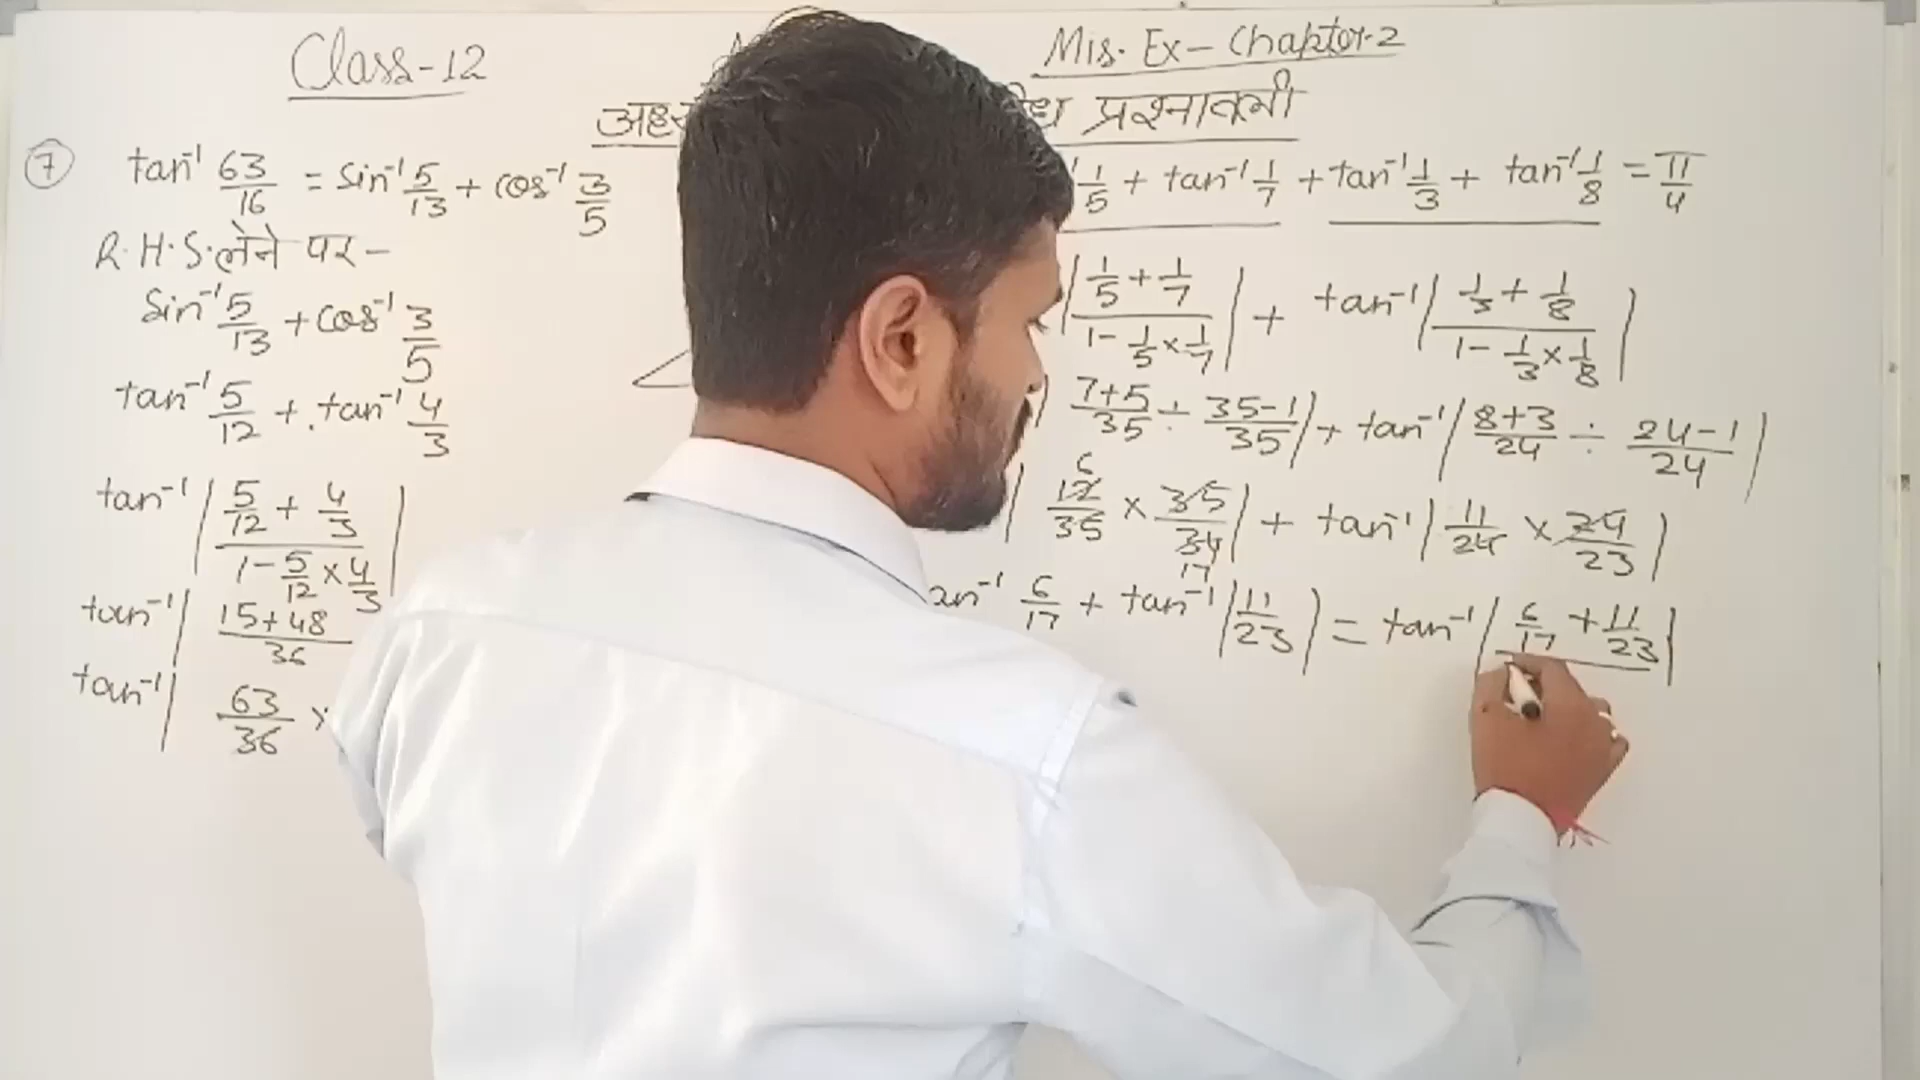 Class-12
Mis. Ex - Chapter-2
प्रश्नावली
7
tan⁻¹ 63/16 = sin⁻¹ 5/13 + cos⁻¹ 3/5
R.H.S. लेने पर -
sin⁻¹ 5/13 + cos⁻¹ 3/5
tan⁻¹ 5/12 + tan⁻¹ 4/3
tan⁻¹ | (5/12 + 4/3) / (1 - 5/12 × 4/3) |
tan⁻¹ | (15+48)/36
tan⁻¹ | 63/36 ×
1/5 + tan⁻¹ 1/7 + tan⁻¹ 1/3 + tan⁻¹ 1/8 = π/4
| (1/5 + 1/7) / (1 - 1/5 × 1/7) | + tan⁻¹ | (1/3 + 1/8) / (1 - 1/3 × 1/8) |
| (7+5)/35 ÷ (35-1)/35 | + tan⁻¹ | (8+3)/24 ÷ (24-1)/24 |
6 17
| 12/35 × 35/34 | + tan⁻¹ | 11/24 × 24/23 |
an⁻¹ 6/17 + tan⁻¹ | 11/23 | = tan⁻¹ | 6/17 + 11/23 |